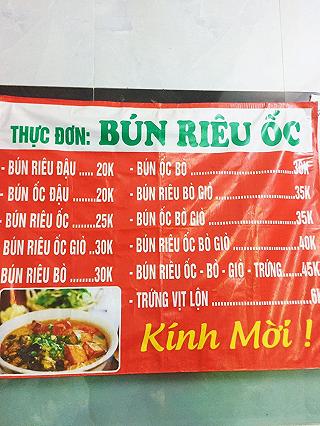 THỰC ĐƠN: BÚN RIÊU ỐC
- BÚN RIÊU ĐẬU ..... 20K
- BÚN ỐC ĐẬU ........20K
- BÚN RIÊU ỐC ......25K
BÚN RIÊU ỐC GIÒ ..30K
BÚN RIÊU BÒ ........30K
- BÚN ỐC BÒ ......................30K
- BÚN RIÊU BÒ GIÒ ................35K
- BÚN ỐC BÒ GIÒ .................35K
- BÚN RIÊU ỐC BÒ GIÒ ..........40K
- BÚN RIÊU ỐC - BÒ - GIÒ - TRỨNG......45K
- TRỨNG VỊT LỘN
Kính Mời !